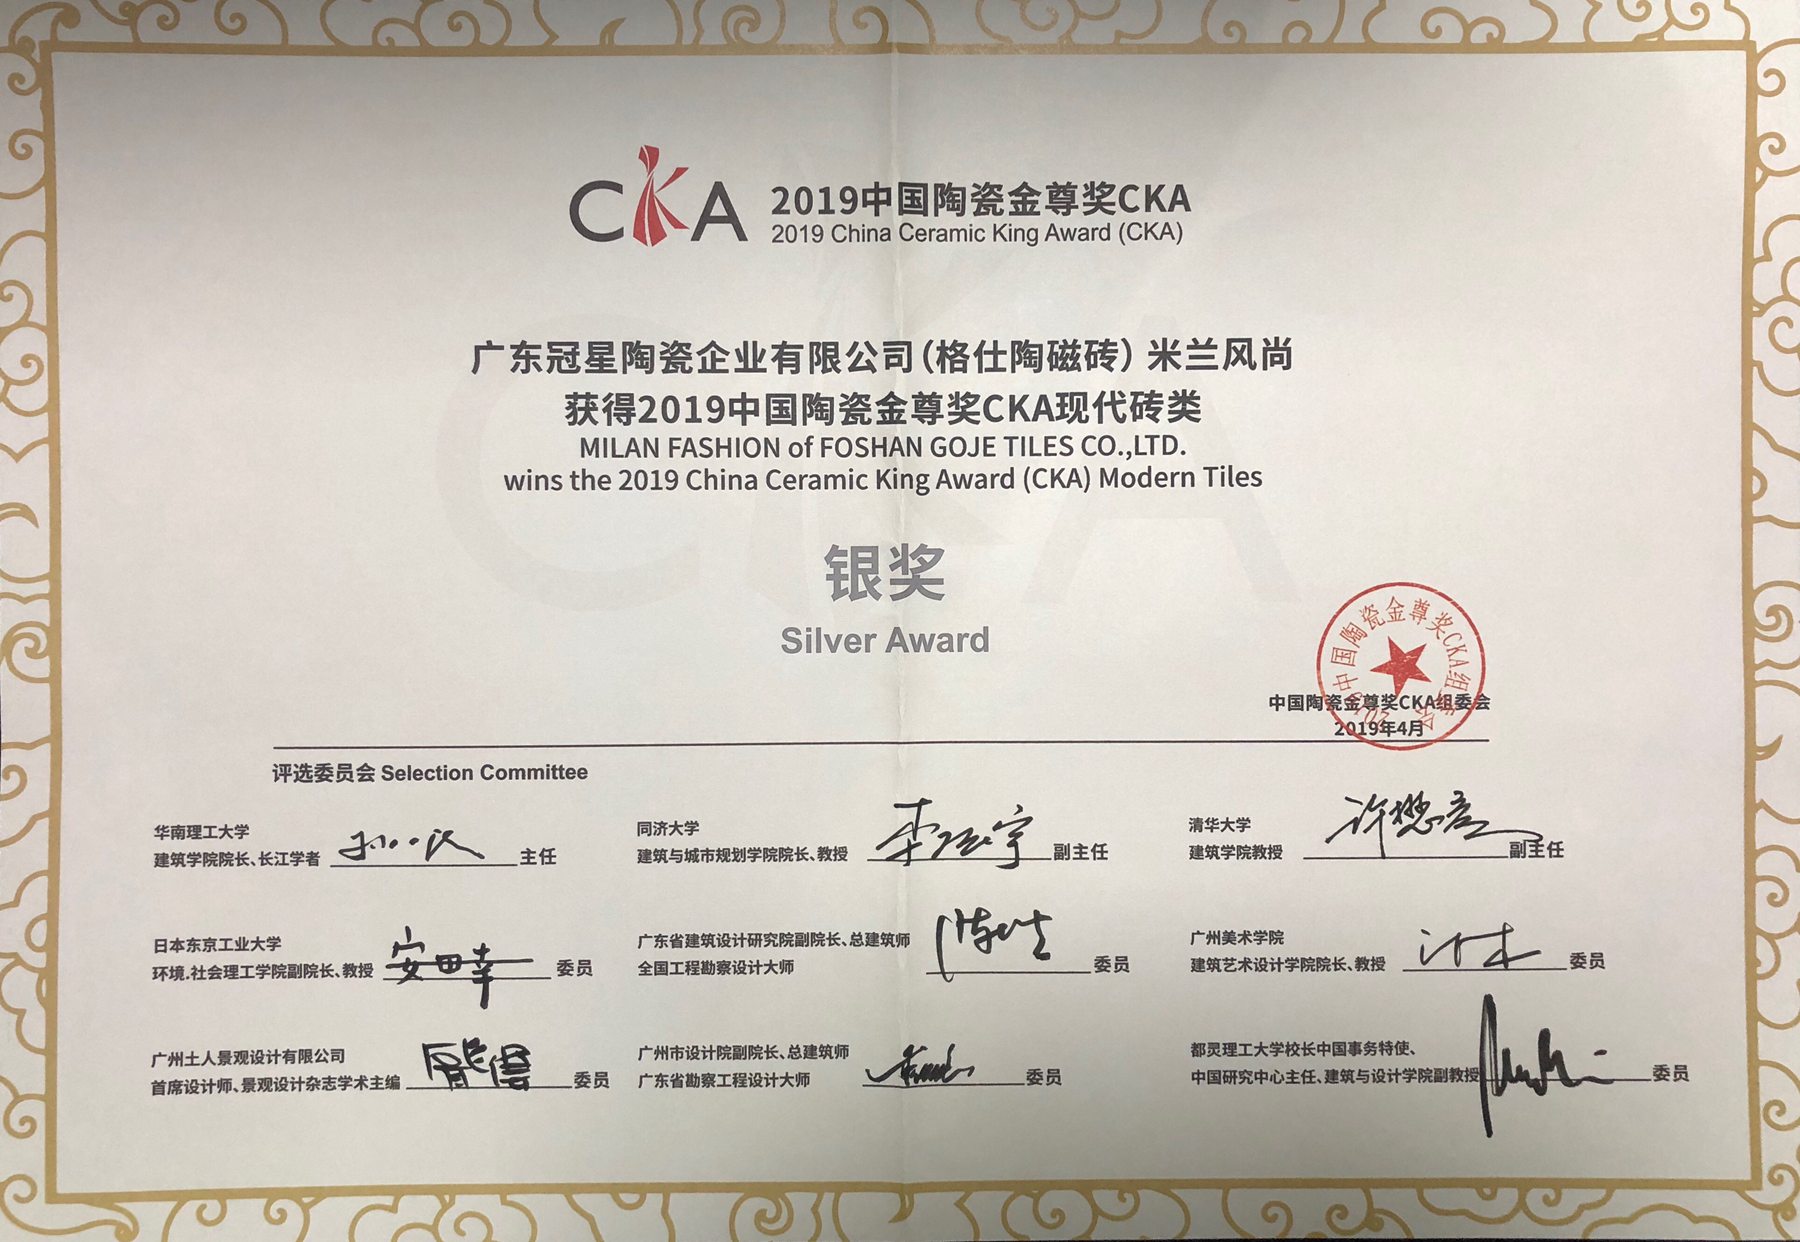 CKA
2019中国陶瓷金尊奖CKA
2019 China Ceramic King Award (CKA)
广东冠星陶瓷企业有限公司(格仕陶磁砖) 米兰风尚
获得2019中国陶瓷金尊奖CKA现代砖类
MILAN FASHION of FOSHAN GOJE TILES CO.,LTD.
wins the 2019 China Ceramic King Award (CKA) Modern Tiles
银奖
Silver Award
中国陶瓷金尊奖CKA组委会
中国陶瓷金尊奖CKA组委会
2019年4月
评选委员会 Selection Committee
华南理工大学
建筑学院院长、长江学者 主任
同济大学
建筑与城市规划学院院长、教授 副主任
清华大学
建筑学院教授 副主任
日本东京工业大学
环境.社会理工学院副院长、教授 安田幸一 委员
广东省建筑设计研究院副院长、总建筑师
全国工程勘察设计大师 委员
广州美术学院
建筑艺术设计学院院长、教授 委员
广州土人景观设计有限公司
首席设计师、景观设计杂志学术主编 委员
广州市设计院副院长、总建筑师
广东省勘察工程设计大师 委员
都灵理工大学校长中国事务特使、
中国研究中心主任、建筑与设计学院副教授 委员